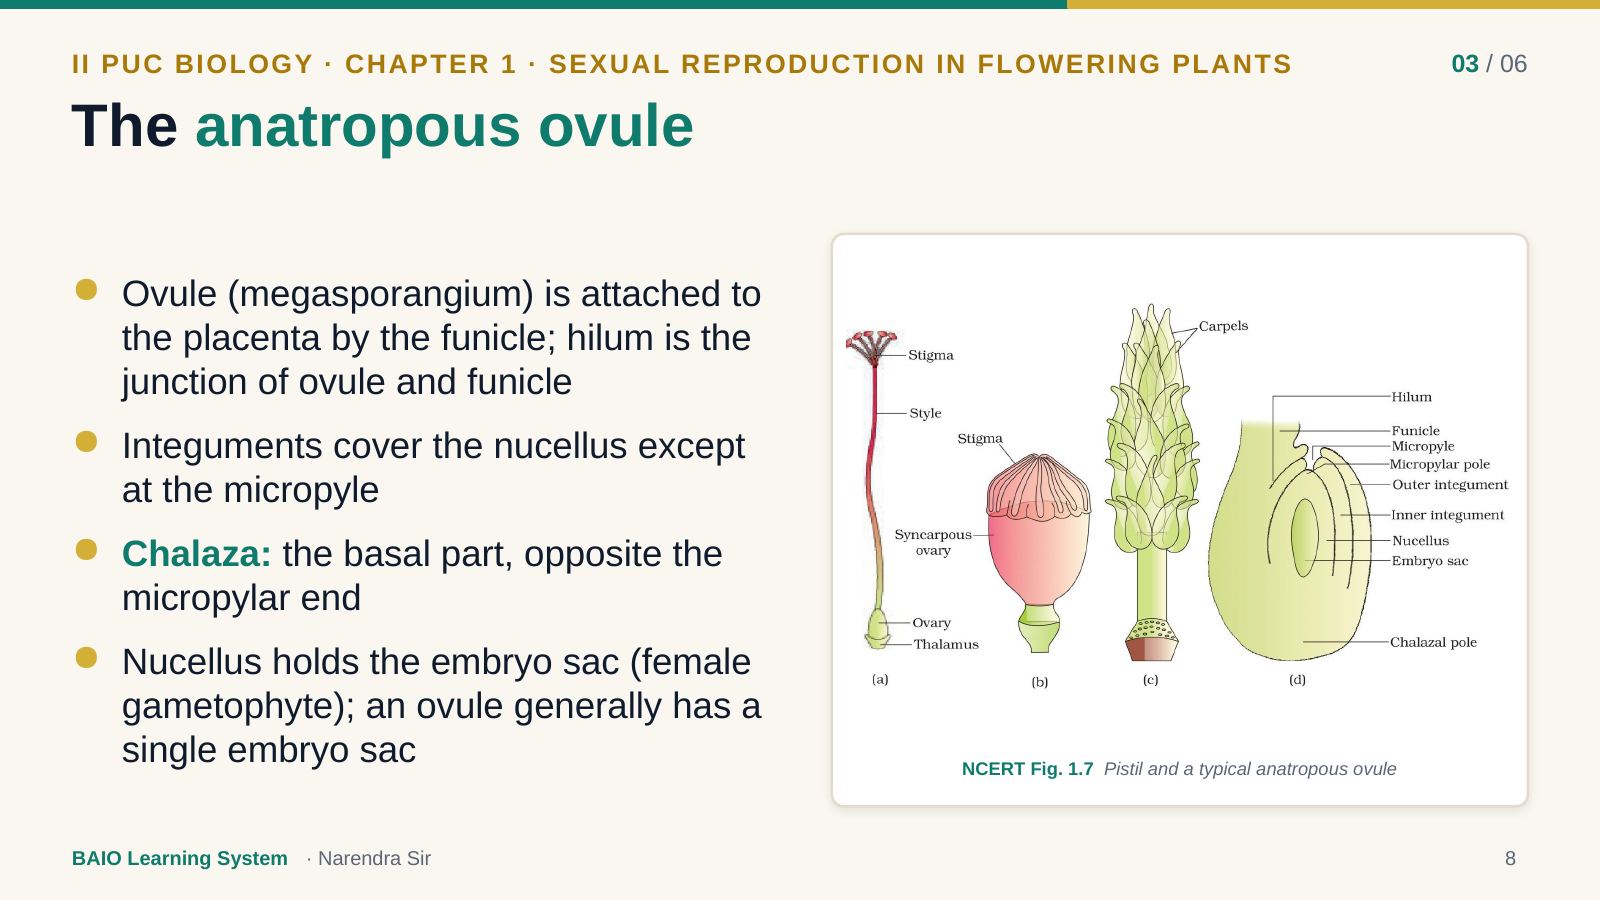 II PUC BIOLOGY · CHAPTER 1 · SEXUAL REPRODUCTION IN FLOWERING PLANTS
03 / 06
The anatropous ovule
Ovule (megasporangium) is attached to
the placenta by the funicle; hilum is the
junction of ovule and funicle
Integuments cover the nucellus except
at the micropyle
Chalaza: the basal part, opposite the
micropylar end
Nucellus holds the embryo sac (female
gametophyte); an ovule generally has a
single embryo sac
Stigma
Style
Ovary
Thalamus
(a)
Stigma
Syncarpous
ovary
(b)
Carpels
(c)
Hilum
Funicle
Micropyle
Micropylar pole
Outer integument
Inner integument
Nucellus
Embryo sac
Chalazal pole
(d)
NCERT Fig. 1.7 Pistil and a typical anatropous ovule
BAIO Learning System · Narendra Sir
8